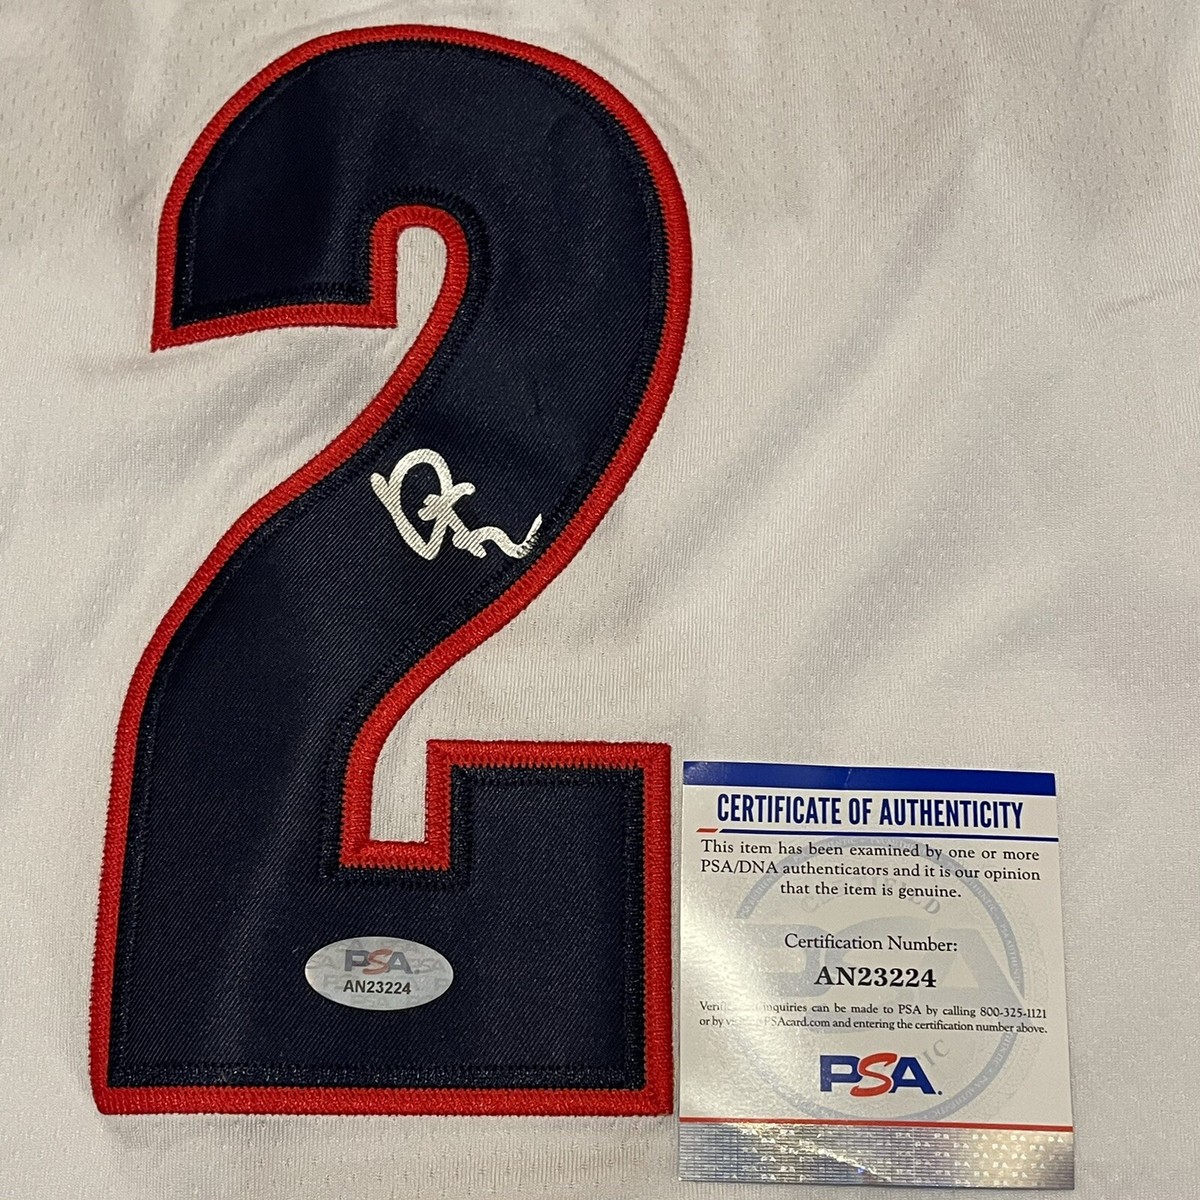 2
PSA
AN23224
CERTIFICATE OF AUTHENTICITY
This item has been examined by one or more
PSA/DNA authenticators and it is our opinion
that the item is genuine.
Certification Number:
AN23224
inquiries can be made to PSA by calling 800-325-1121
or by PSAcard.com and entering the certification number above.
PSA